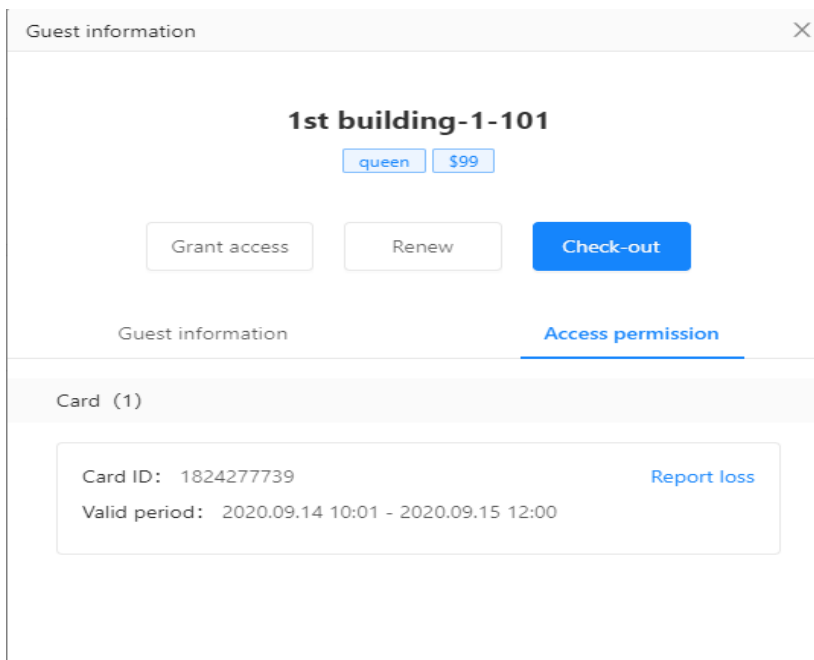 Guest information
1st building-1-101
queen $99
Grant access Renew Check-out
Guest information Access permission
Card (1)
Card ID: 1824277739 Report loss
Valid period: 2020.09.14 10:01 - 2020.09.15 12:00